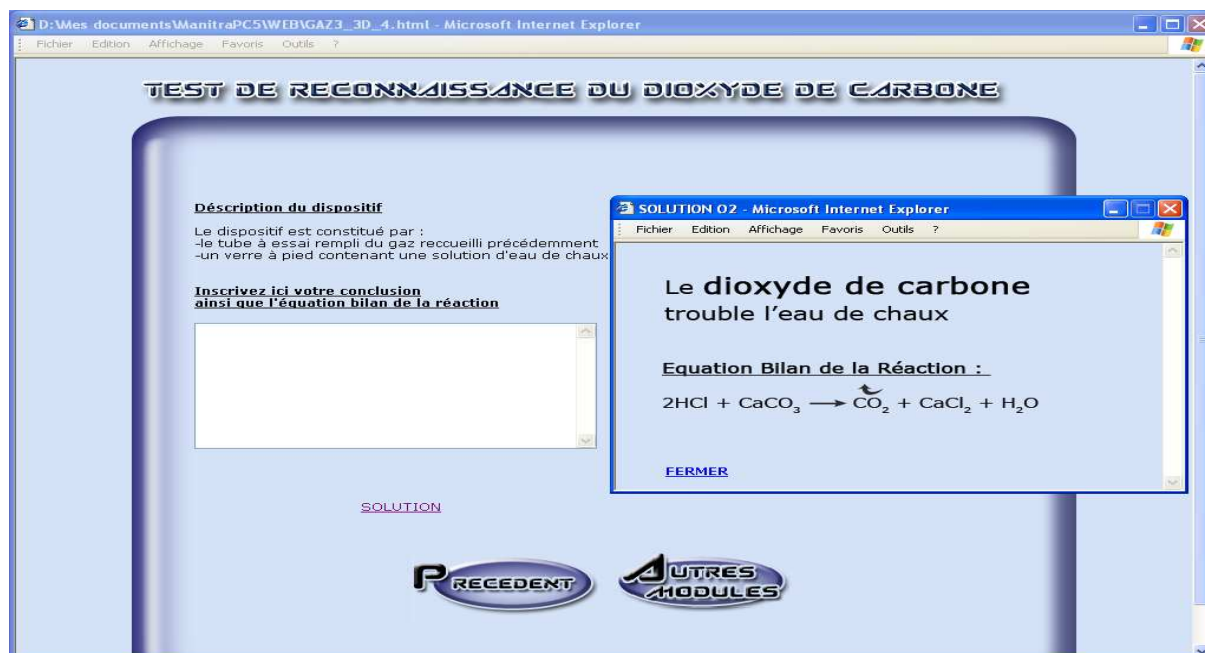 D:\Mes documents\ManitraPC5\WEB\GAZ3_3D_4.html - Microsoft Internet Explorer
Fichier Edition Affichage Favoris Outils ?
TEST DE RECONNAISSANCE DU DIOXYDE DE CARBONE
Déscription du dispositif
Le dispositif est constitué par :
-le tube à essai rempli du gaz reccueilli précédemment
-un verre à pied contenant une solution d'eau de chaux
Inscrivez ici votre conclusion
ainsi que l'équation bilan de la réaction
SOLUTION
PRECEDENT
AUTRES
MODULES
SOLUTION O2 - Microsoft Internet Explorer
Fichier Edition Affichage Favoris Outils ?
Le dioxyde de carbone
trouble l'eau de chaux
Equation Bilan de la Réaction :
2HCl + CaCO₃ ⟶ CO₂ + CaCl₂ + H₂O
FERMER